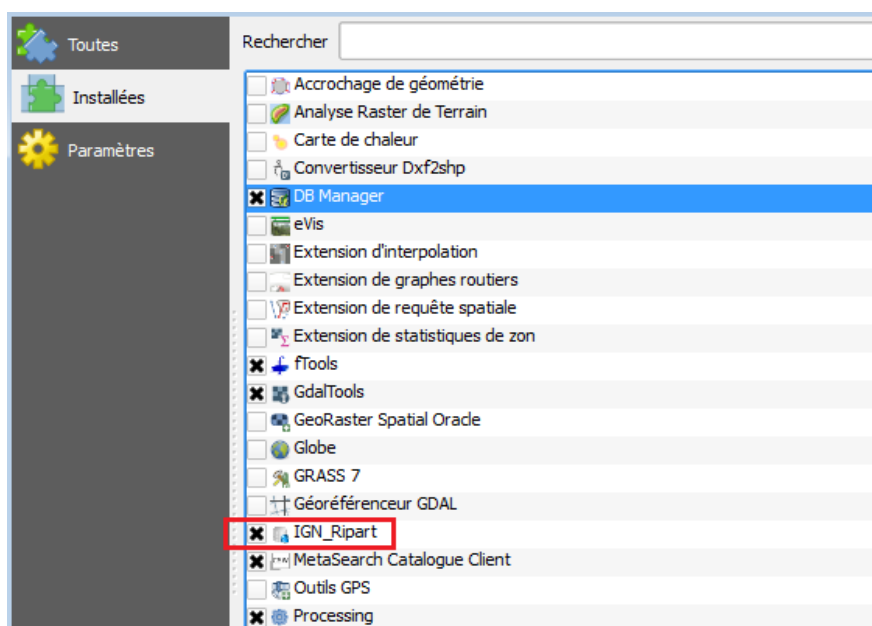 Toutes
Installées
Paramètres
Rechercher
Accrochage de géométrie
Analyse Raster de Terrain
Carte de chaleur
Convertisseur Dxf2shp
DB Manager
eVis
Extension d'interpolation
Extension de graphes routiers
Extension de requête spatiale
Extension de statistiques de zon
fTools
GdalTools
GeoRaster Spatial Oracle
Globe
GRASS 7
Géoréférenceur GDAL
IGN_Ripart
MetaSearch Catalogue Client
Outils GPS
Processing